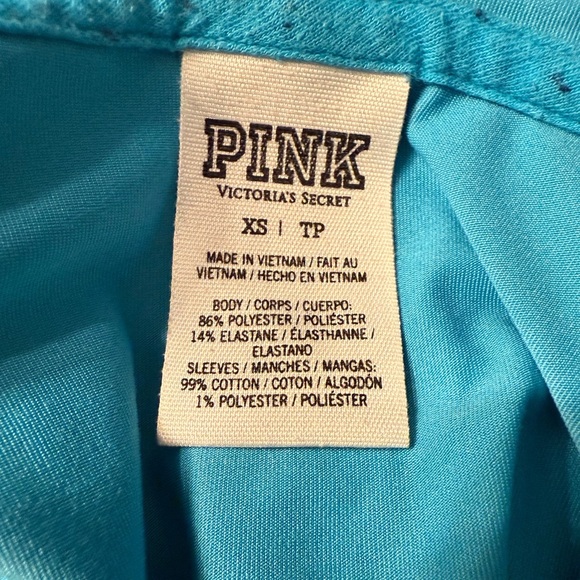 PINK
VICTORIA'S SECRET
XS | TP
MADE IN VIETNAM / FAIT AU
VIETNAM / HECHO EN VIETNAM
BODY / CORPS / CUERPO:
86% POLYESTER / POLIÉSTER
14% ELASTANE / ÉLASTHANNE /
ELASTANO
SLEEVES / MANCHES / MANGAS:
99% COTTON / COTON / ALGODÓN
1% POLYESTER / POLIÉSTER